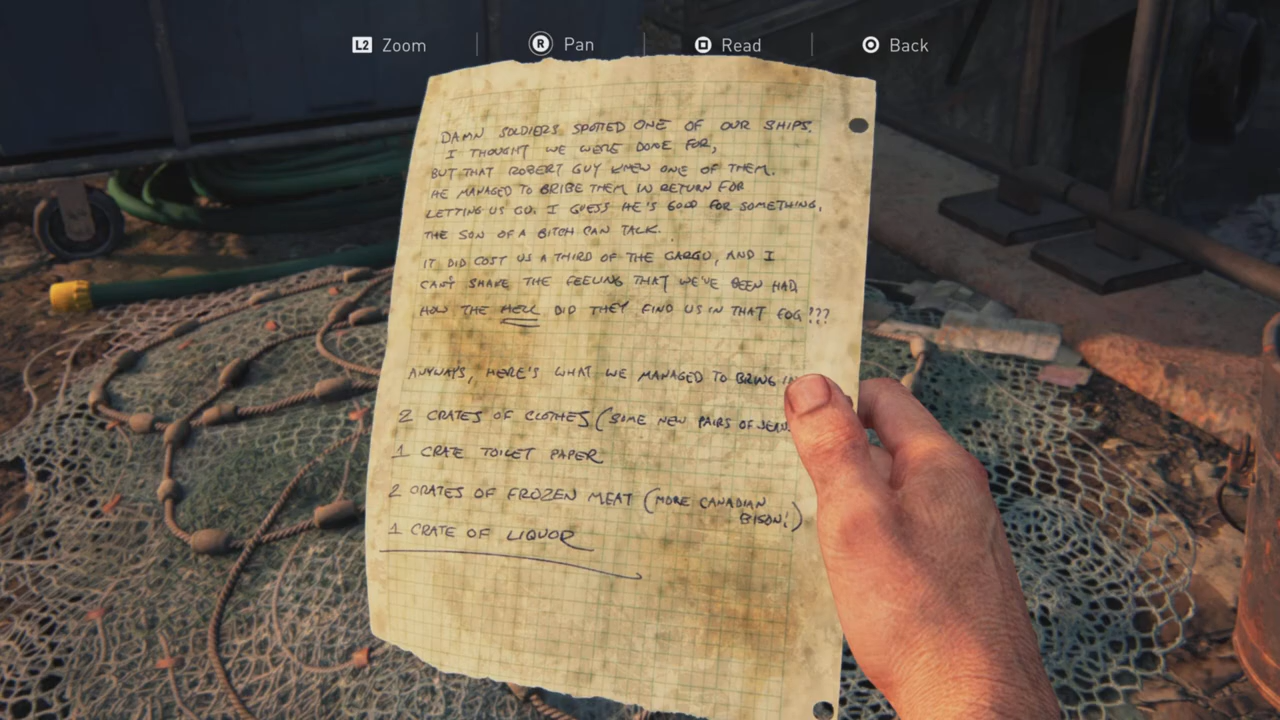 L2 Zoom R Pan Read Back
DAMN SOLDIERS SPOTTED ONE OF OUR SHIPS.
I THOUGHT WE WERE DONE FOR,
BUT THAT ROBERT GUY KNEW ONE OF THEM.
HE MANAGED TO BRIBE THEM IN RETURN FOR
LETTING US GO. I GUESS HE'S GOOD FOR SOMETHING,
THE SON OF A BITCH CAN TALK.
IT DID COST US A THIRD OF THE CARGO, AND I
CAN'T SHAKE THE FEELING THAT WE'VE BEEN HAD
HOW THE HELL DID THEY FIND US IN THAT FOG!??
ANYWAYS, HERE'S WHAT WE MANAGED TO BRING
2 CRATES OF CLOTHES (SOME NEW PAIRS OF
1 CRATE TOILET PAPER
2 CRATES OF FROZEN MEAT (MORE CANADIAN
BISON!)
1 CRATE OF LIQUOR